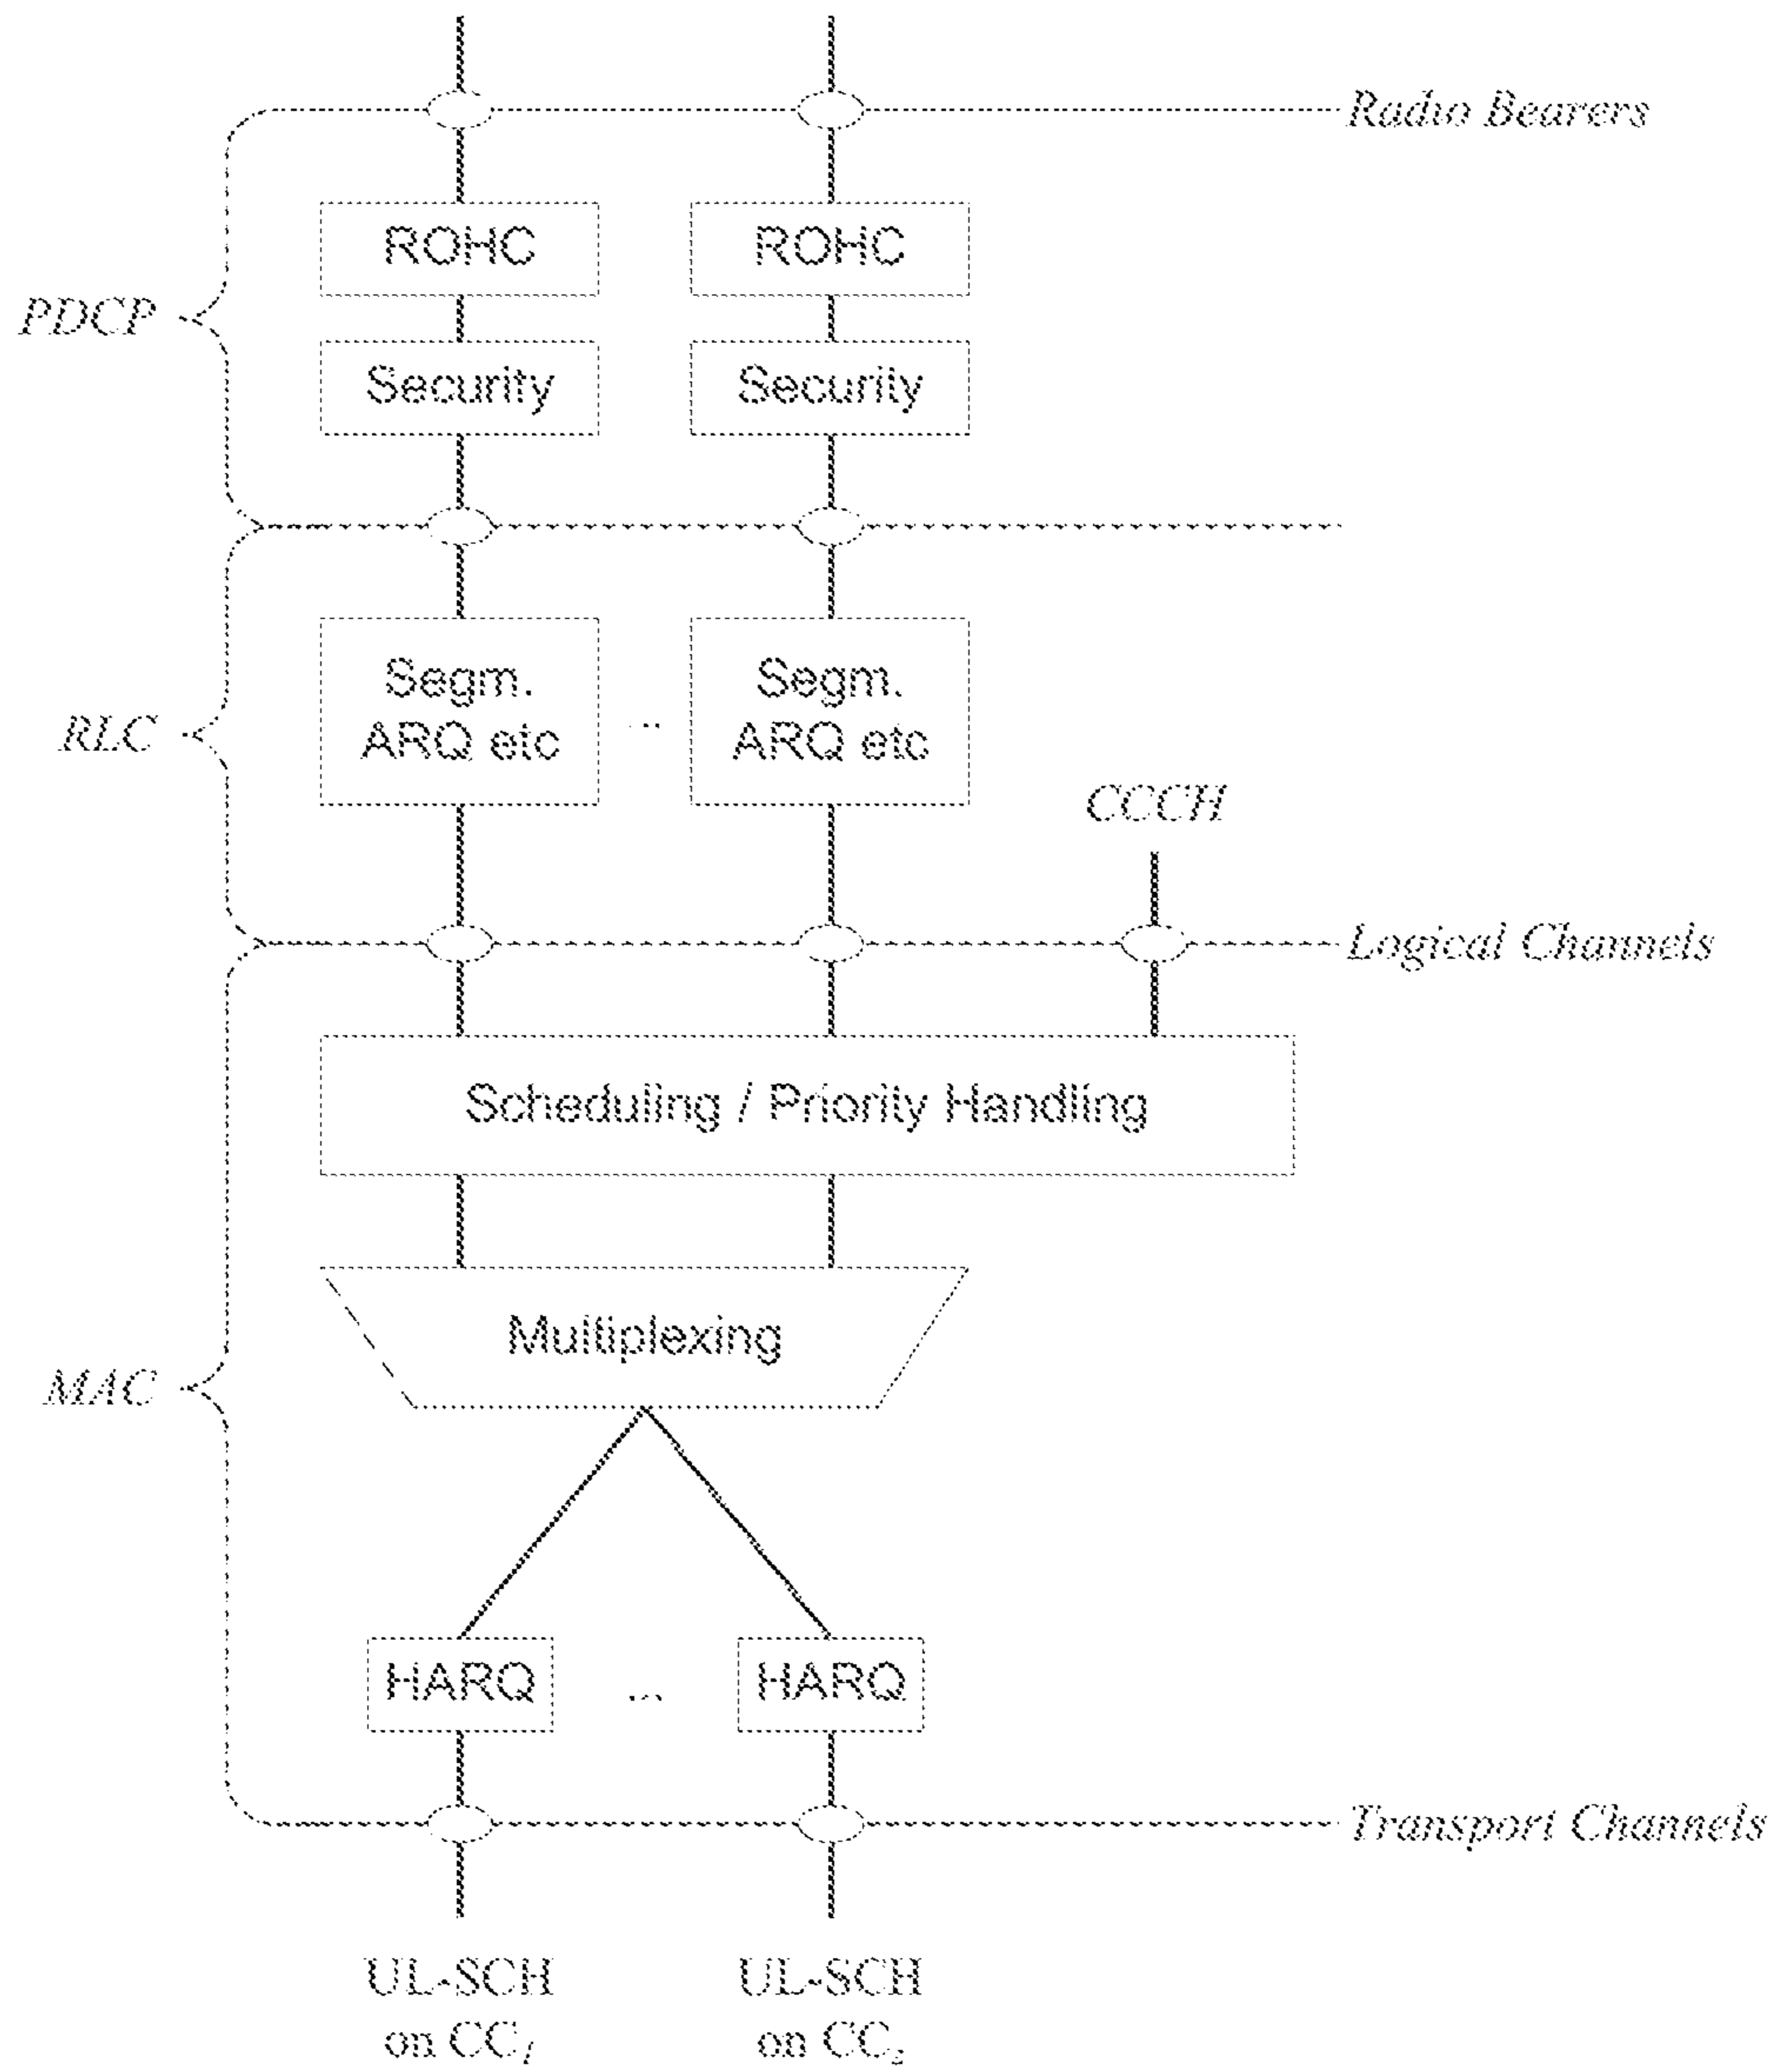 Radio Bearers
ROHC ROHC
PDCP
Security Security
Segm. Segm.
RLC
ARQ etc ... ARQ etc
CCCH
Logical Channels
Scheduling / Priority Handling
Multiplexing
MAC
HARQ ... HARQ
Transport Channels
UL-SCH UL-SCH
on CC1 on CCz